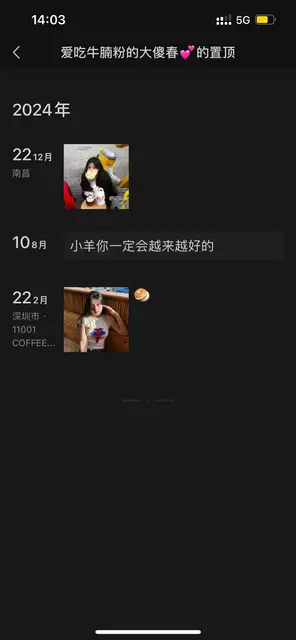 14:03
5G
爱吃牛腩粉的大傻春💕的置顶
2024年
22 12月
南昌
10 8月
小羊你一定会越来越好的
22 2月
深圳市 ·
11001
COFFEE...